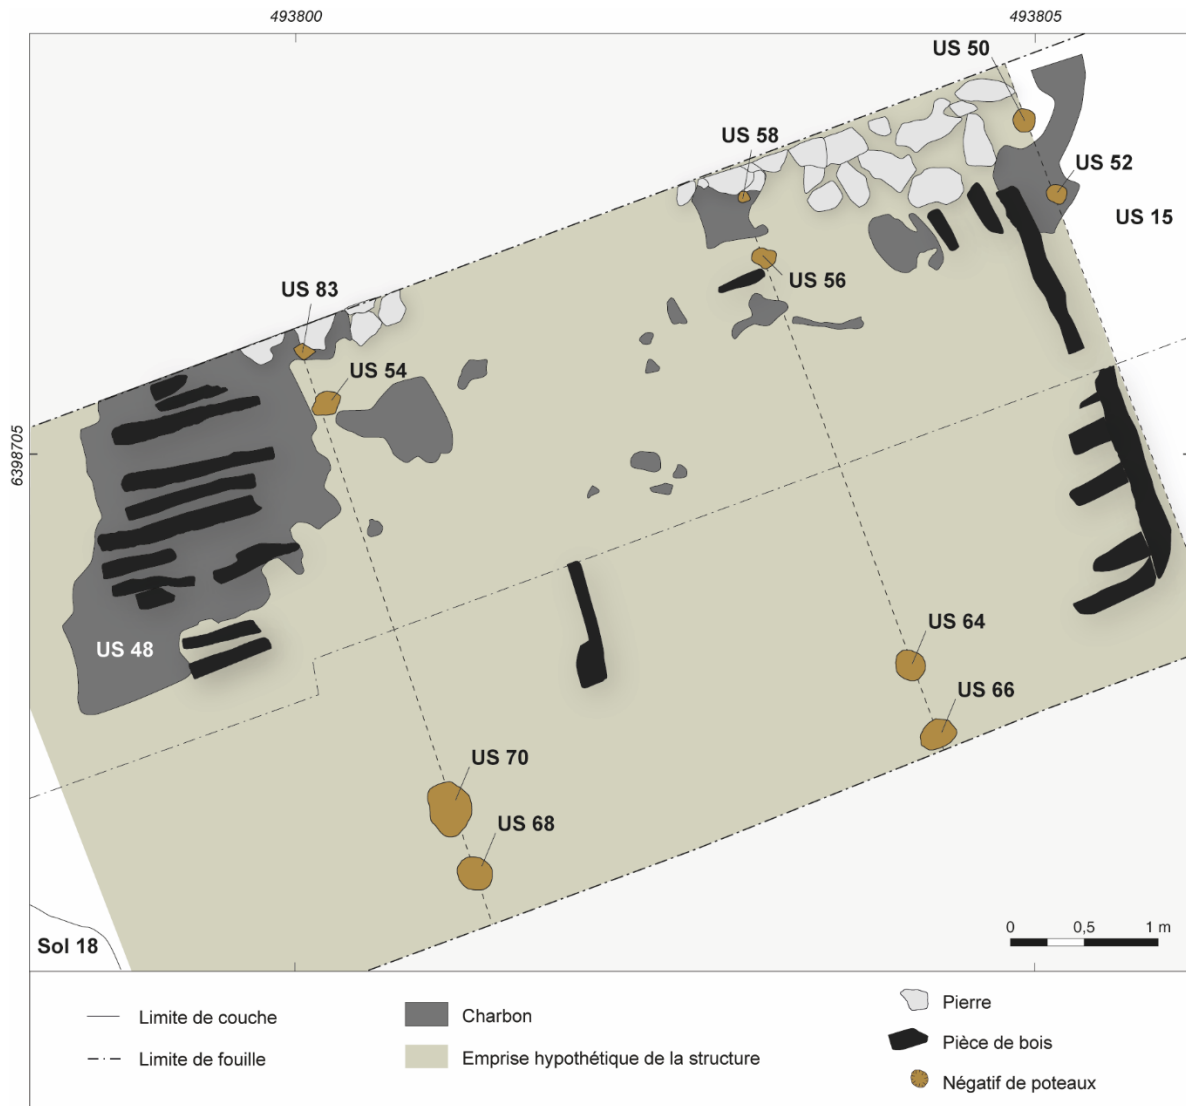 493800
493805
US 50
US 58
US 52
US 15
US 56
US 83
US 54
6398705
US 48
US 64
US 66
US 70
US 68
Sol 18
0 0,5 1 m
Limite de couche
Charbon
Pierre
Limite de fouille
Emprise hypothétique de la structure
Pièce de bois
Négatif de poteaux